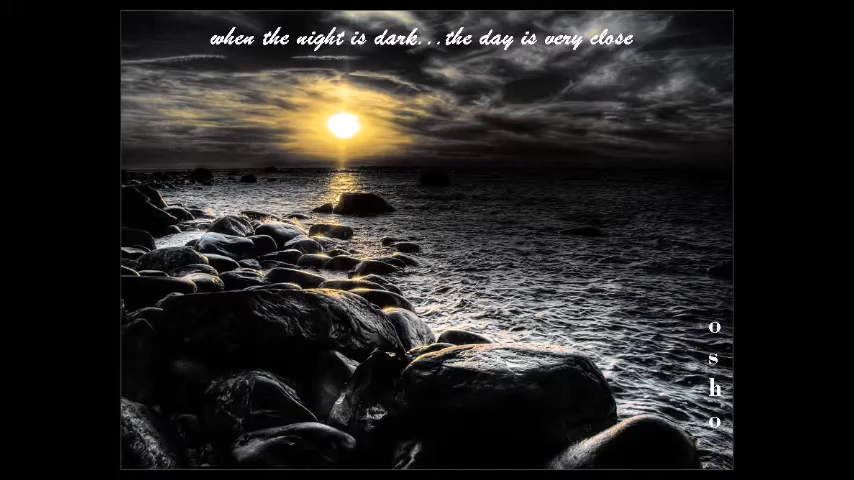 when the night is dark...the day is very close
osho